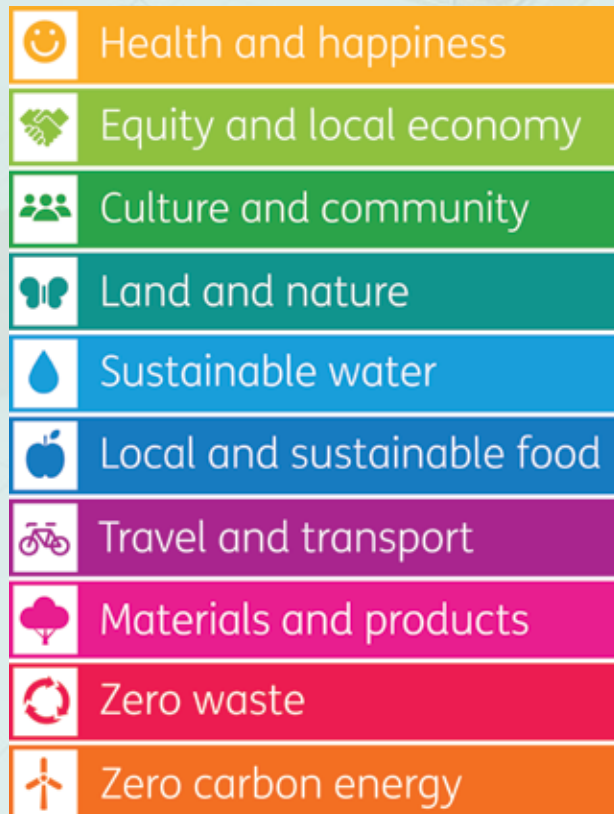 Health and happiness
Equity and local economy
Culture and community
Land and nature
Sustainable water
Local and sustainable food
Travel and transport
Materials and products
Zero waste
Zero carbon energy